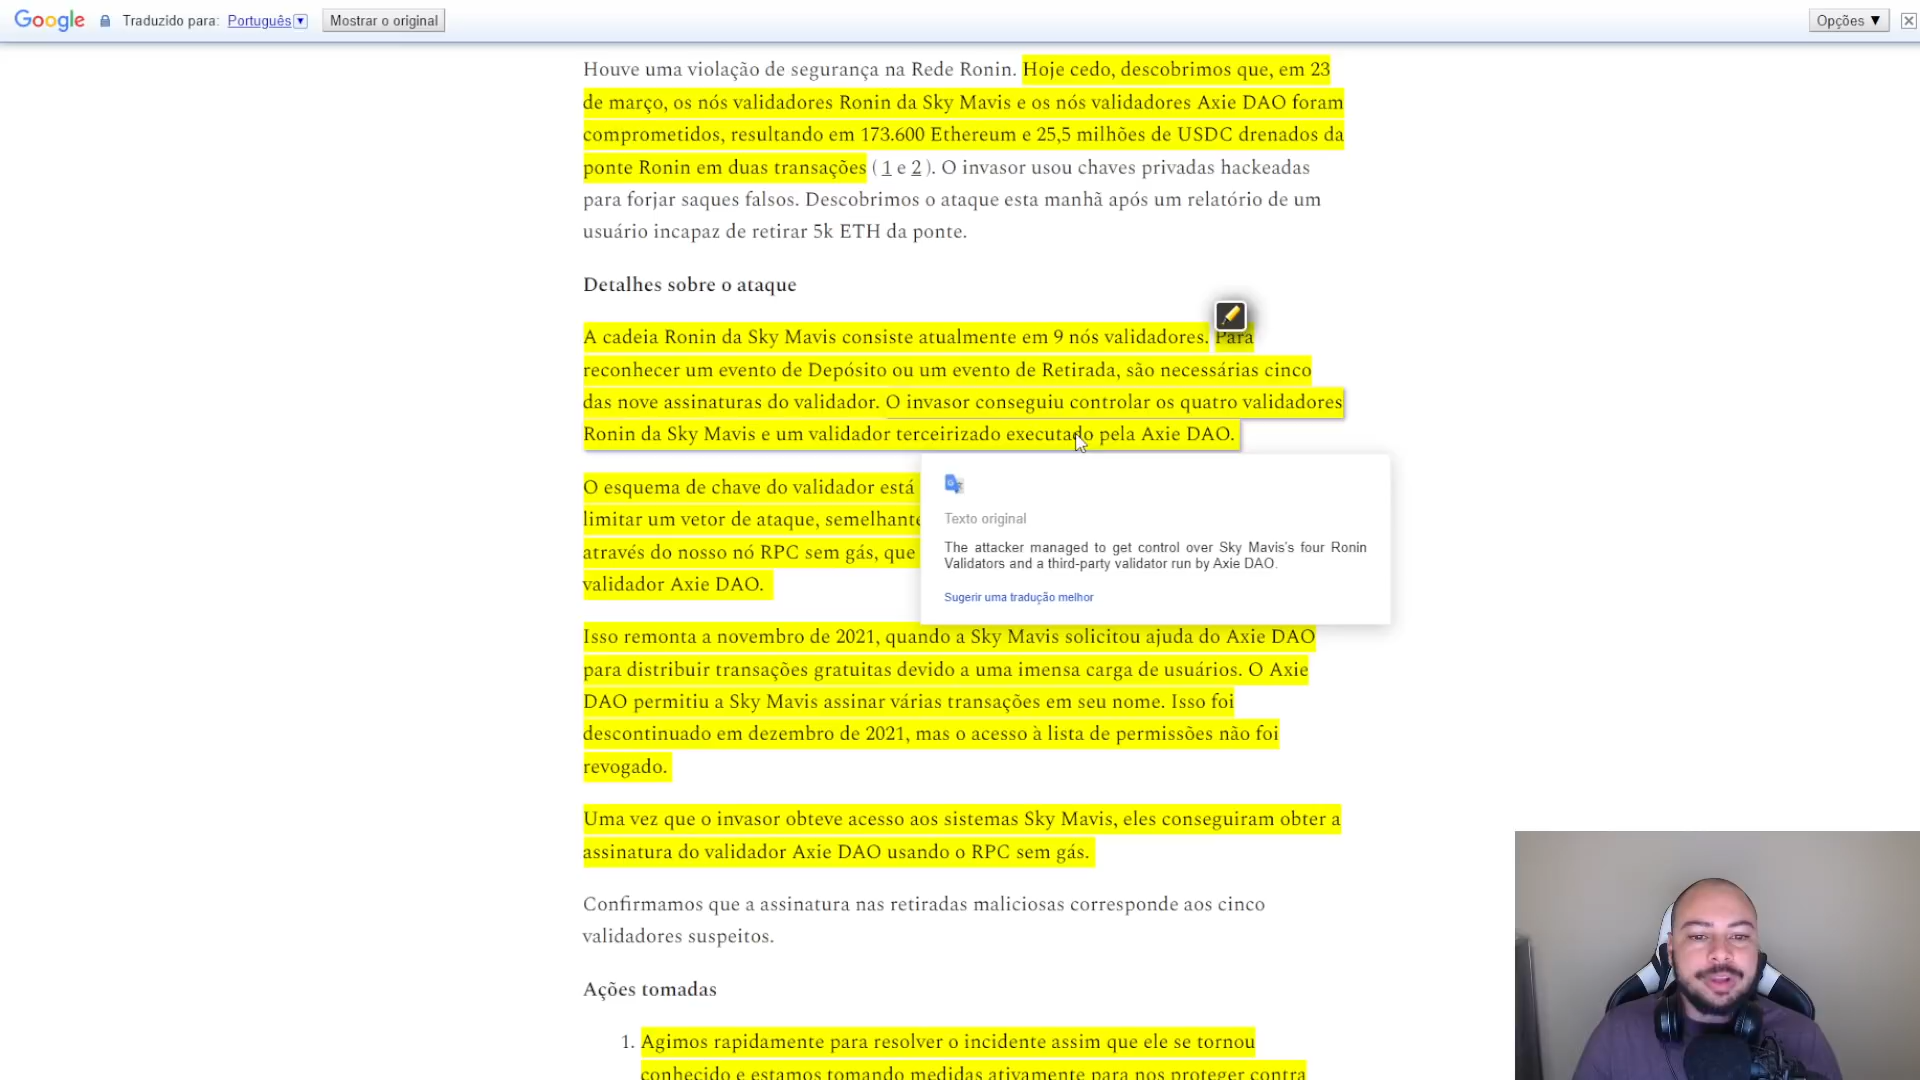 Google Traduzido para: Português ▼ Mostrar o original Opções ▼
Houve uma violação de segurança na Rede Ronin. Hoje cedo, descobrimos que, em 23
de março, os nós validadores Ronin da Sky Mavis e os nós validadores Axie DAO foram
comprometidos, resultando em 173.600 Ethereum e 25,5 milhões de USDC drenados da
ponte Ronin em duas transações ( 1 e 2 ). O invasor usou chaves privadas hackeadas
para forjar saques falsos. Descobrimos o ataque esta manhã após um relatório de um
usuário incapaz de retirar 5k ETH da ponte.
Detalhes sobre o ataque
A cadeia Ronin da Sky Mavis consiste atualmente em 9 nós validadores. Para
reconhecer um evento de Depósito ou um evento de Retirada, são necessárias cinco
das nove assinaturas do validador. O invasor conseguiu controlar os quatro validadores
Ronin da Sky Mavis e um validador terceirizado executado pela Axie DAO.
O esquema de chave do validador está
limitar um vetor de ataque, semelhante
através do nosso nó RPC sem gás, que
validador Axie DAO.
Texto original
The attacker managed to get control over Sky Mavis's four Ronin
Validators and a third-party validator run by Axie DAO.
Sugerir uma tradução melhor
Isso remonta a novembro de 2021, quando a Sky Mavis solicitou ajuda do Axie DAO
para distribuir transações gratuitas devido a uma imensa carga de usuários. O Axie
DAO permitiu a Sky Mavis assinar várias transações em seu nome. Isso foi
descontinuado em dezembro de 2021, mas o acesso à lista de permissões não foi
revogado.
Uma vez que o invasor obteve acesso aos sistemas Sky Mavis, eles conseguiram obter a
assinatura do validador Axie DAO usando o RPC sem gás.
Confirmamos que a assinatura nas retiradas maliciosas corresponde aos cinco
validadores suspeitos.
Ações tomadas
1. Agimos rapidamente para resolver o incidente assim que ele se tornou
conhecido e estamos tomando medidas ativamente para nos proteger contra